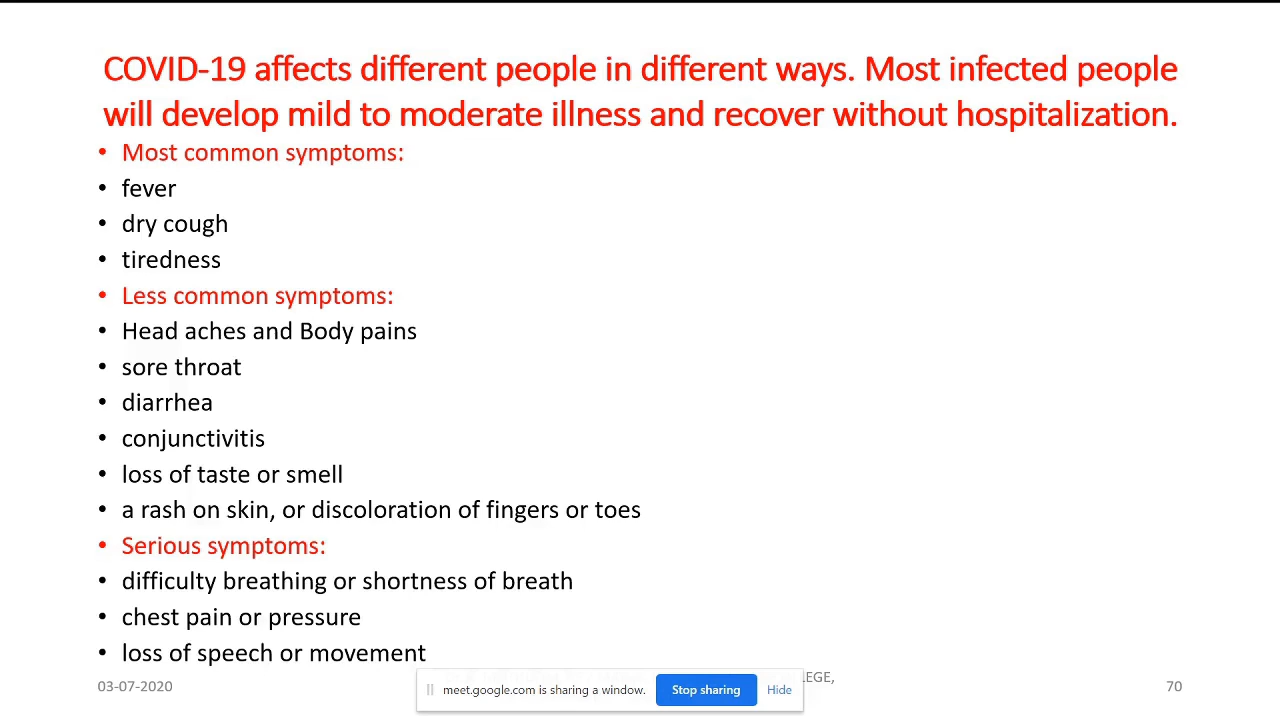 COVID-19 affects different people in different ways. Most infected people
will develop mild to moderate illness and recover without hospitalization.
• Most common symptoms:
• fever
• dry cough
• tiredness
• Less common symptoms:
• Head aches and Body pains
• sore throat
• diarrhea
• conjunctivitis
• loss of taste or smell
• a rash on skin, or discoloration of fingers or toes
• Serious symptoms:
• difficulty breathing or shortness of breath
• chest pain or pressure
• loss of speech or movement
03-07-2020
meet.google.com is sharing a window. Stop sharing Hide
70